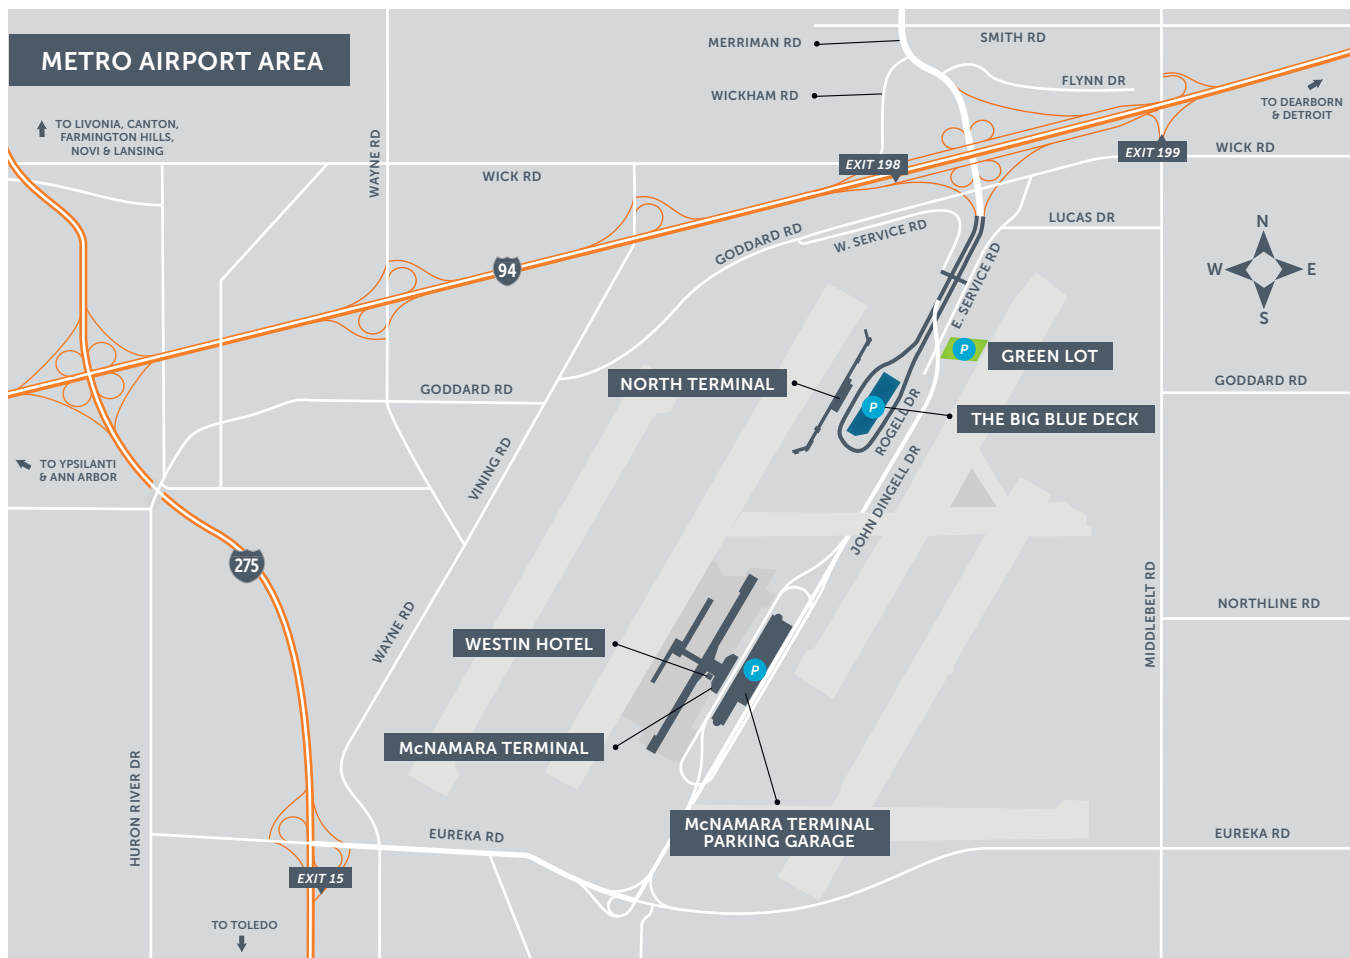 METRO AIRPORT AREA
MERRIMAN RD
SMITH RD
WICKHAM RD
FLYNN DR
TO DEARBORN
& DETROIT
TO LIVONIA, CANTON,
FARMINGTON HILLS,
NOVI & LANSING
WAYNE RD
WICK RD
EXIT 198
EXIT 199
WICK RD
LUCAS DR
GODDARD RD
W. SERVICE RD
E. SERVICE RD
N
W
E
S
94
P
GREEN LOT
NORTH TERMINAL
GODDARD RD
GODDARD RD
P
ROGELL DR
THE BIG BLUE DECK
TO YPSILANTI
& ANN ARBOR
VINING RD
JOHN DINGELL DR
275
WAYNE RD
MIDDLEBELT RD
NORTHLINE RD
WESTIN HOTEL
P
McNAMARA TERMINAL
HURON RIVER DR
McNAMARA TERMINAL
PARKING GARAGE
EUREKA RD
EUREKA RD
EXIT 15
TO TOLEDO